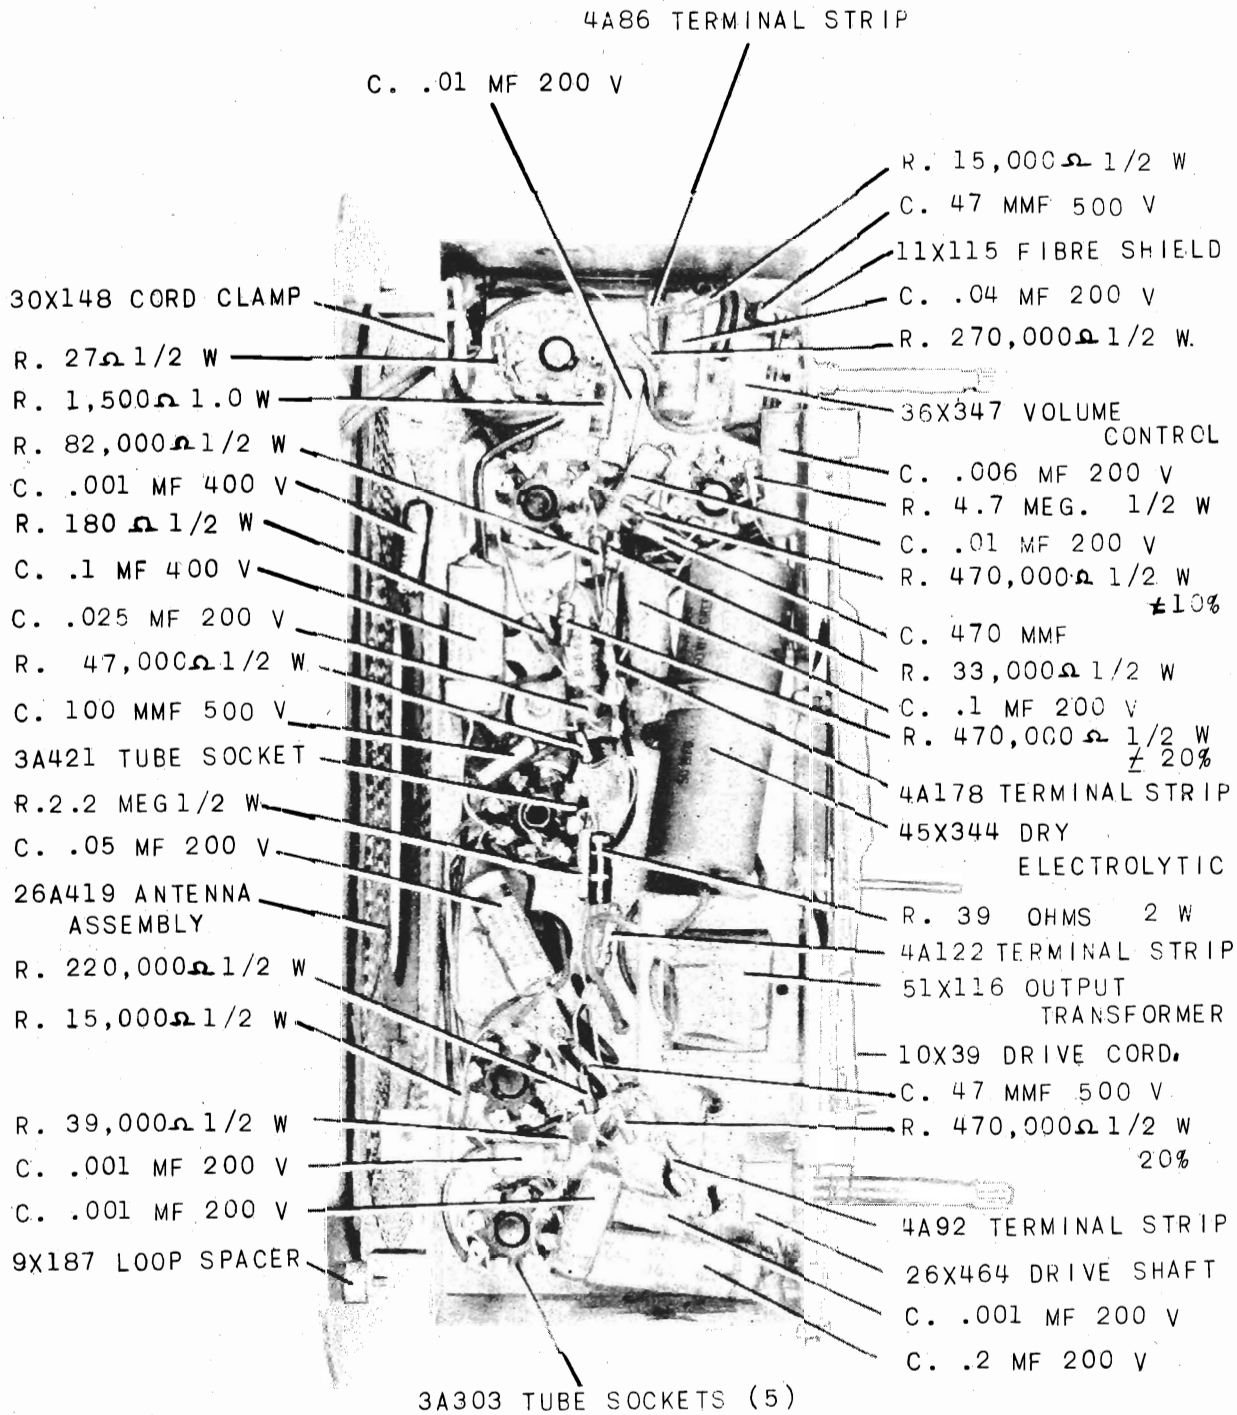 4A86 TERMINAL STRIP
C. .01 MF 200 V
30X148 CORD CLAMP
R. 27Ω 1/2 W
R. 1,500Ω 1.0 W
R. 82,000Ω 1/2 W
C. .001 MF 400 V
R. 180 Ω 1/2 W
C. .1 MF 400 V
C. .025 MF 200 V
R. 47,000Ω 1/2 W
C. 100 MMF 500 V
3A421 TUBE SOCKET
R.2.2 MEG 1/2 W
C. .05 MF 200 V
26A419 ANTENNA
ASSEMBLY
R. 220,000Ω 1/2 W
R. 15,000Ω 1/2 W
R. 39,000Ω 1/2 W
C. .001 MF 200 V
C. .001 MF 200 V
9X187 LOOP SPACER
R. 15,000Ω 1/2 W
C. 47 MMF 500 V
11X115 FIBRE SHIELD
C. .04 MF 200 V
R. 270,000Ω 1/2 W.
36X347 VOLUME
CONTROL
C. .006 MF 200 V
R. 4.7 MEG. 1/2 W
C. .01 MF 200 V
R. 470,000Ω 1/2 W
±10%
C. 470 MMF
R. 33,000Ω 1/2 W
C. .1 MF 200 V
R. 470,000 Ω 1/2 W
± 20%
4A178 TERMINAL STRIP
45X344 DRY
ELECTROLYTIC
R. 39 OHMS 2 W
4A122 TERMINAL STRIP
51X116 OUTPUT
TRANSFORMER
10X39 DRIVE CORD.
C. 47 MMF 500 V
R. 470,000Ω 1/2 W
20%
4A92 TERMINAL STRIP
26X464 DRIVE SHAFT
C. .001 MF 200 V
C. .2 MF 200 V
3A303 TUBE SOCKETS (5)